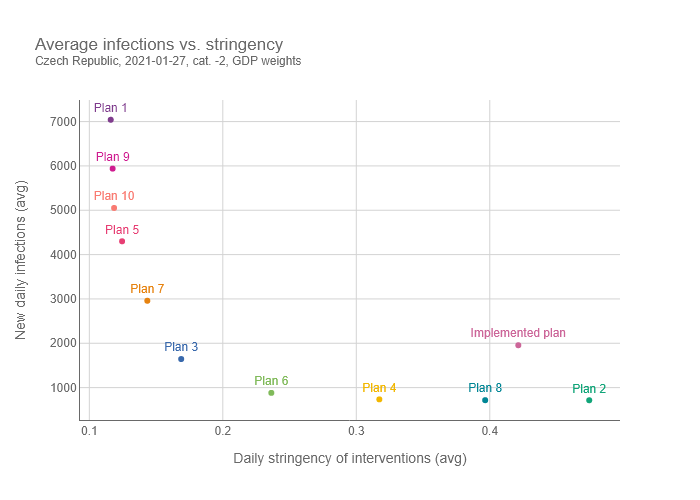 Average infections vs. stringency
Czech Republic, 2021-01-27, cat. -2, GDP weights
New daily infections (avg)
7000
6000
5000
4000
3000
2000
1000
Plan 1
Plan 9
Plan 10
Plan 5
Plan 7
Implemented plan
Plan 3
Plan 6
Plan 4
Plan 8
Plan 2
0.1
0.2
0.3
0.4
Daily stringency of interventions (avg)